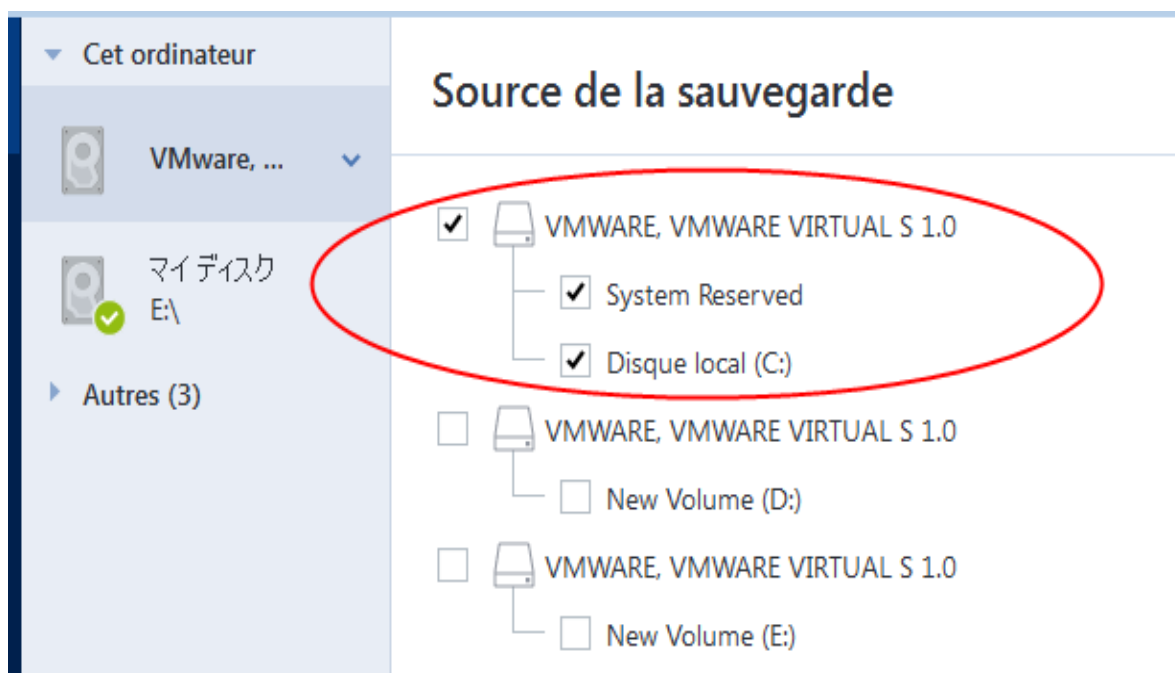 Cet ordinateur
VMware, ...
マイ ディスク
E:\
Autres (3)
Source de la sauvegarde
VMWARE, VMWARE VIRTUAL S 1.0
System Reserved
Disque local (C:)
VMWARE, VMWARE VIRTUAL S 1.0
New Volume (D:)
VMWARE, VMWARE VIRTUAL S 1.0
New Volume (E:)